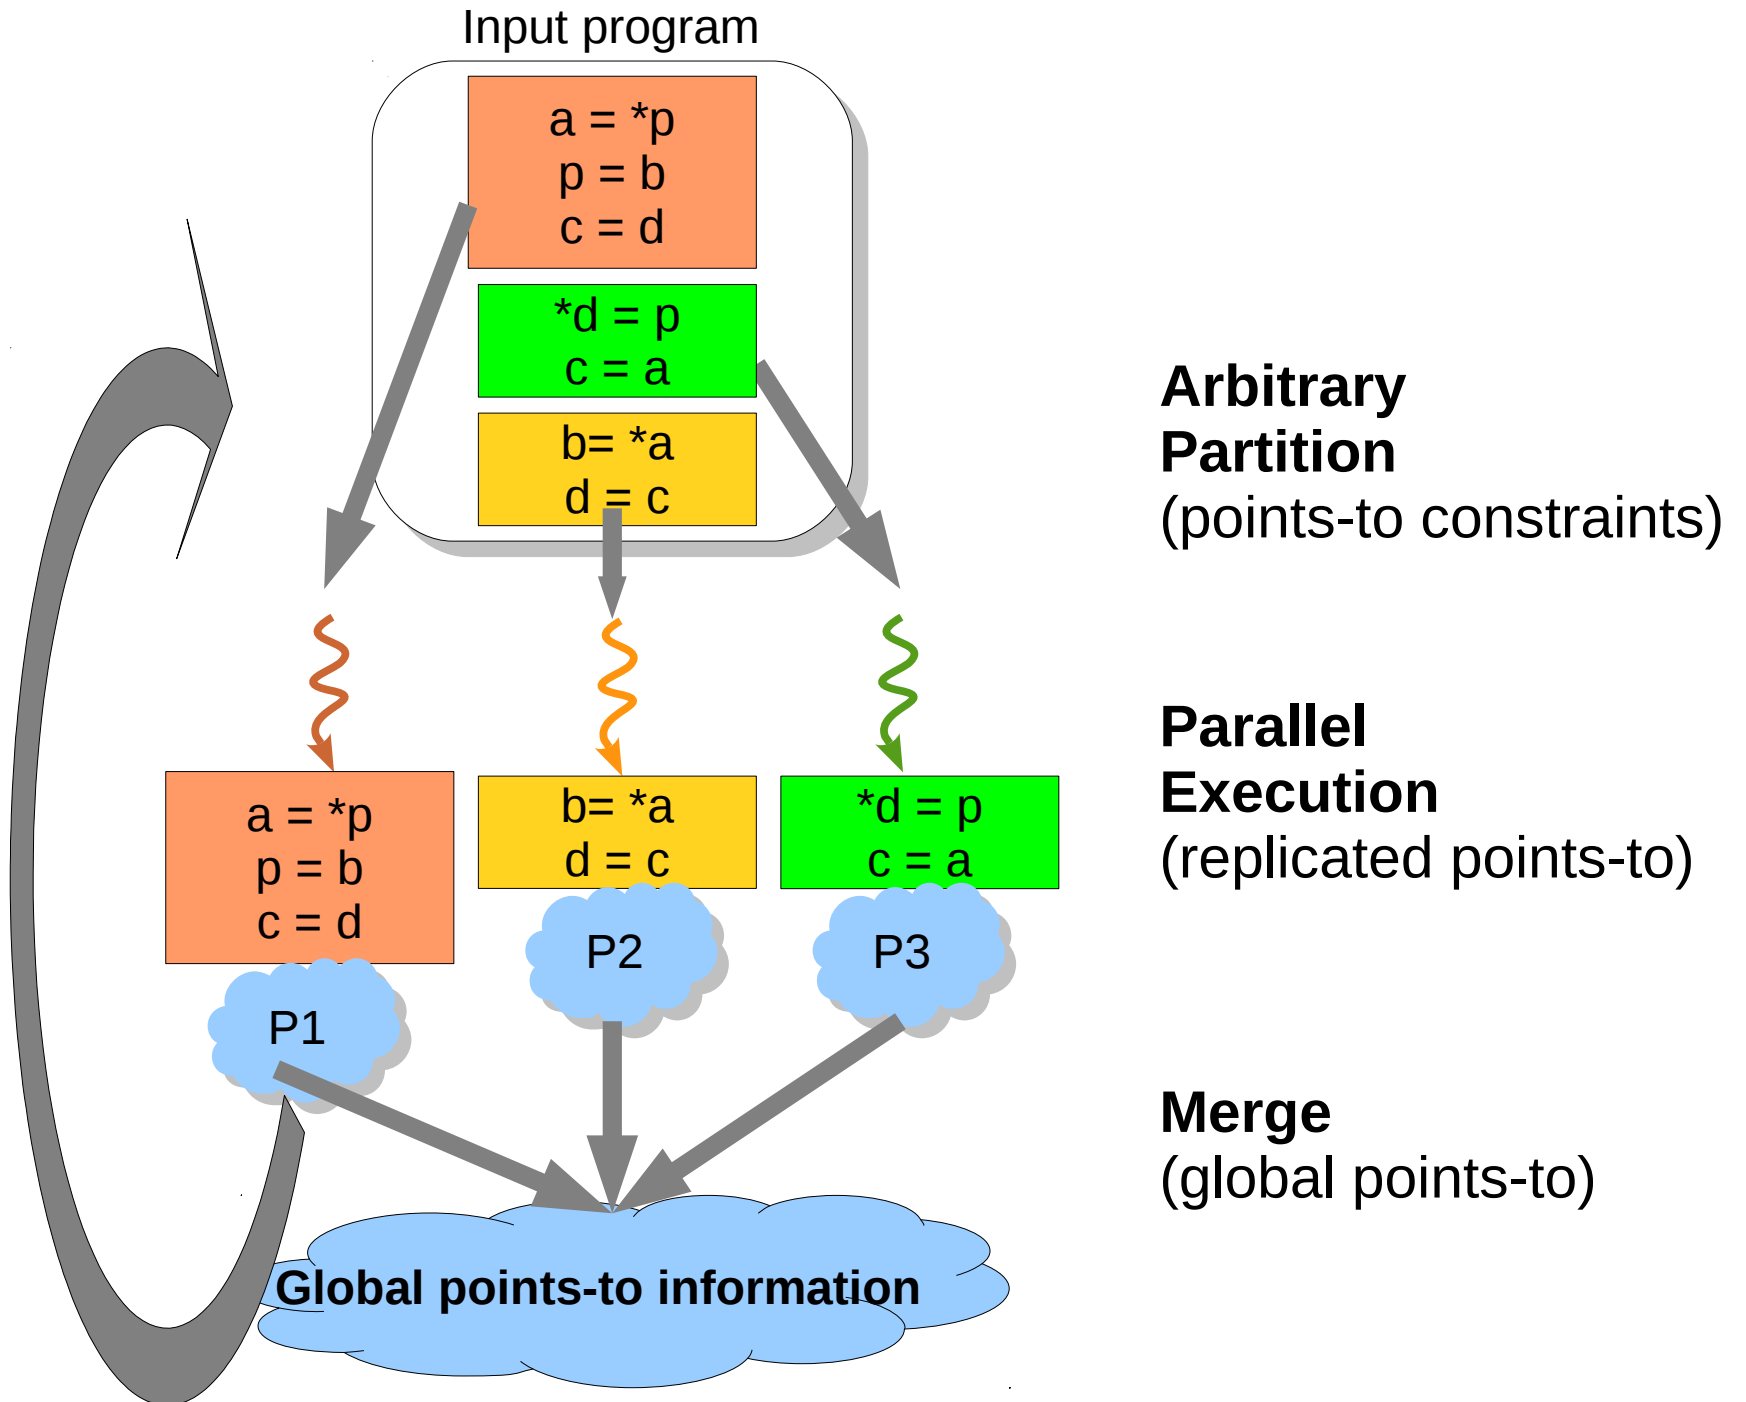 Input program
a = *p
p = b
c = d
*d = p
c = a
b= *a
d = c
Arbitrary
Partition
(points-to constraints)
Parallel
Execution
(replicated points-to)
a = *p
p = b
c = d
b= *a
d = c
*d = p
c = a
P1
P2
P3
Merge
(global points-to)
Global points-to information